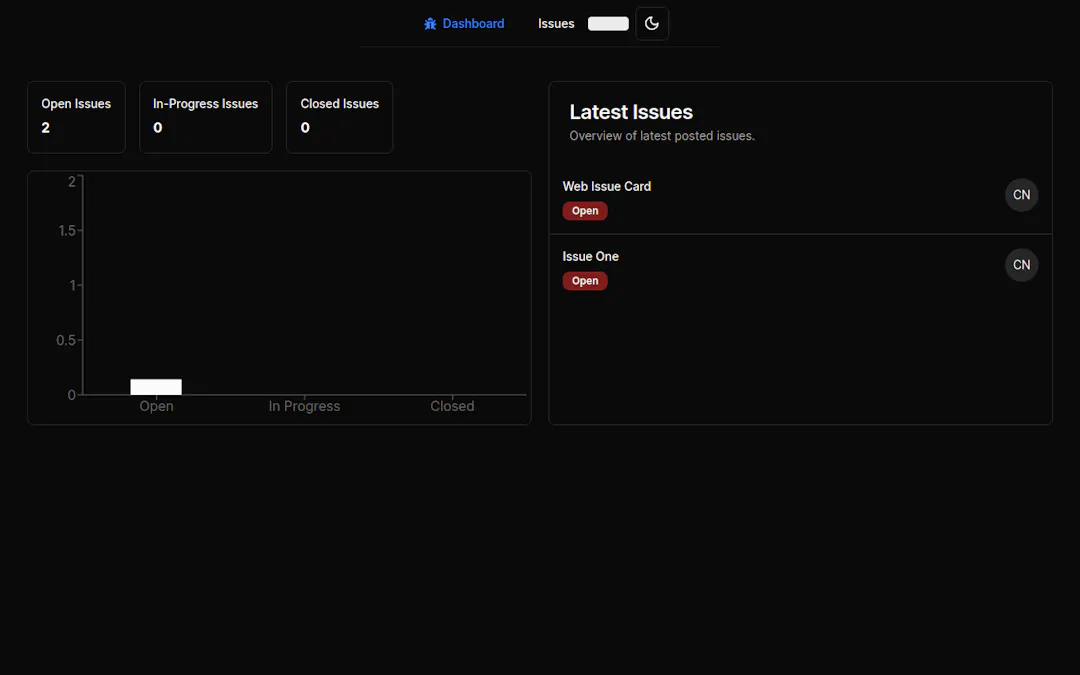 Dashboard
Issues
Open Issues
2
In-Progress Issues
0
Closed Issues
0
2
1.5
1
0.5
0
Open
In Progress
Closed
Latest Issues
Overview of latest posted issues.
Web Issue Card
Open
CN
Issue One
Open
CN